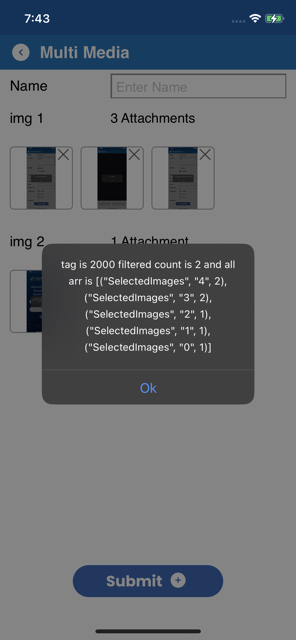 7:43
Multi Media
Name
Enter Name
img 1
3 Attachments
img 2
1 Attachment
tag is 2000 filtered count is 2 and all
arr is [("SelectedImages", "4", 2),
("SelectedImages", "3", 2),
("SelectedImages", "2", 1),
("SelectedImages", "1", 1),
("SelectedImages", "0", 1)]
Ok
Submit